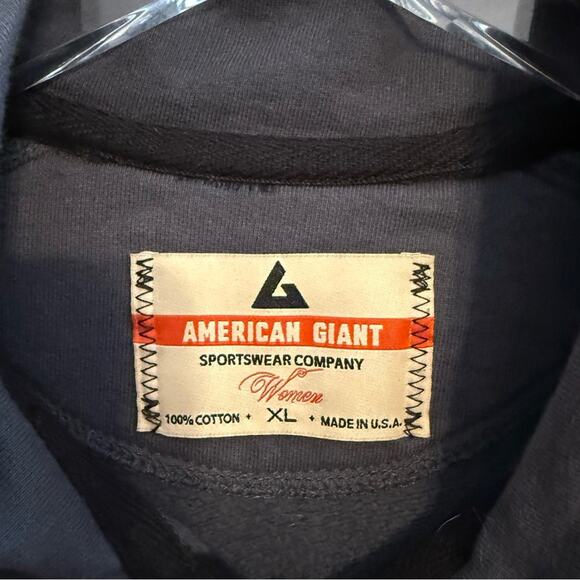 AMERICAN GIANT
SPORTSWEAR COMPANY
Women
100% COTTON • XL • MADE IN U.S.A.